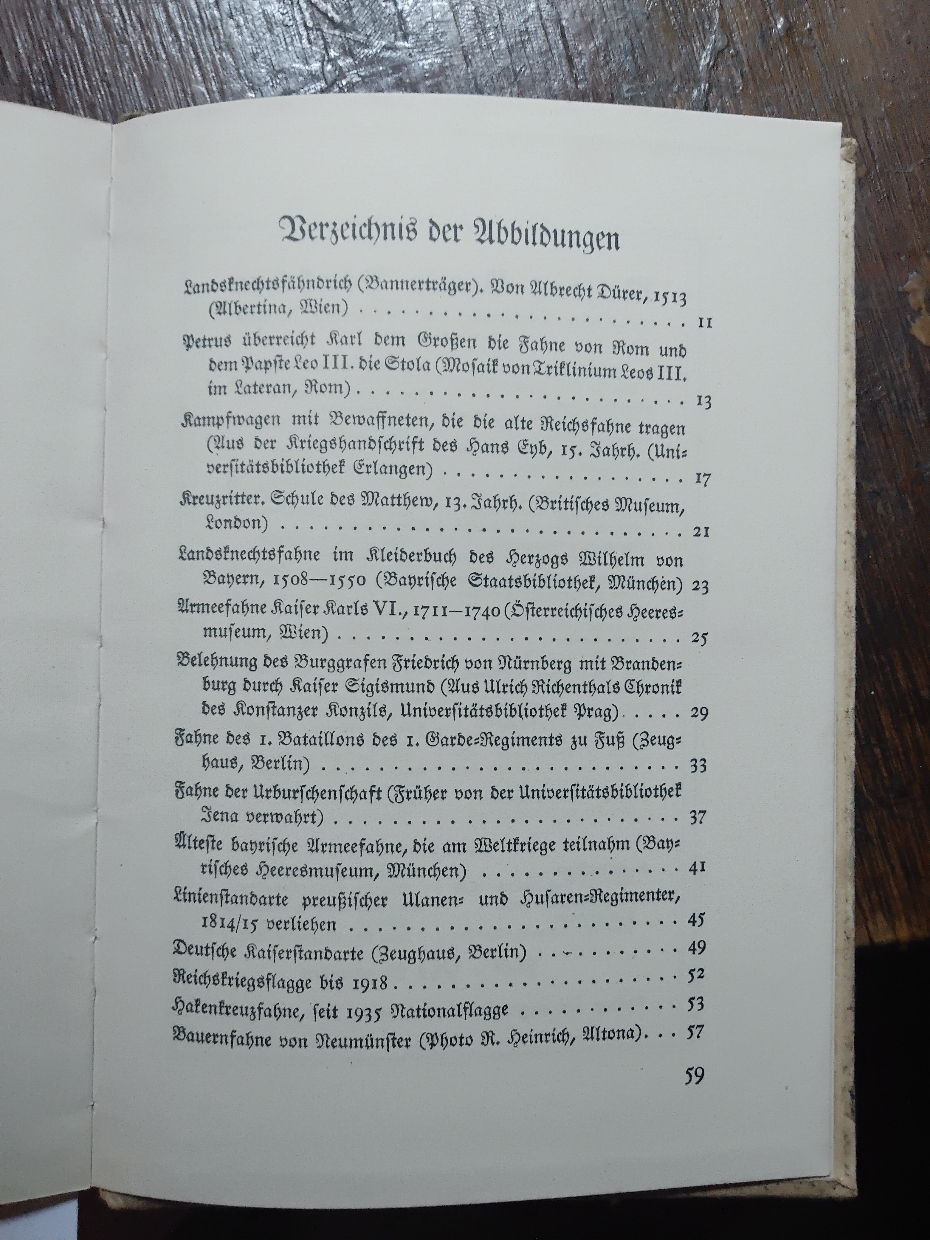 Verzeichnis der Abbildungen
Landsknechtsfähndrich (Bannerträger). Von Albrecht Dürer, 1513
(Albertina, Wien) . . . . . . . . . . . . . . . . . . . . . . . 11
Petrus überreicht Karl dem Großen die Fahne von Rom und
dem Papste Leo III. die Stola (Mosaik von Triklinium Leos III.
im Lateran, Rom) . . . . . . . . . . . . . . . . . . . . . . . 13
Kampfwagen mit Bewaffneten, die die alte Reichsfahne tragen
(Aus der Kriegshandschrift des Hans Eyb, 15. Jahrh. (Uni-
versitätsbibliothek Erlangen) . . . . . . . . . . . . . . . . . 17
Kreuzritter. Schule des Matthew, 13. Jahrh. (Britisches Museum,
London) . . . . . . . . . . . . . . . . . . . . . . . . . . . . 21
Landsknechtsfahne im Kleiderbuch des Herzogs Wilhelm von
Bayern, 1508—1550 (Bayrische Staatsbibliothek, München) 23
Armeefahne Kaiser Karls VI., 1711—1740 (Österreichisches Heeres-
museum, Wien) . . . . . . . . . . . . . . . . . . . . . . . . 25
Belehnung des Burggrafen Friedrich von Nürnberg mit Branden-
burg durch Kaiser Sigismund (Aus Ulrich Richenthals Chronik
des Konstanzer Konzils, Universitätsbibliothek Prag) . . . . . 29
Fahne des 1. Bataillons des 1. Garde-Regiments zu Fuß (Zeug-
haus, Berlin) . . . . . . . . . . . . . . . . . . . . . . . . . 33
Fahne der Urburschenschaft (Früher von der Universitätsbibliothek
Jena verwahrt) . . . . . . . . . . . . . . . . . . . . . . . . 37
Älteste bayrische Armeefahne, die am Weltkriege teilnahm (Bay-
risches Heeresmuseum, München) . . . . . . . . . . . . . . 41
Linienstandarte preußischer Ulanen- und Husaren-Regimenter,
1814/15 verliehen . . . . . . . . . . . . . . . . . . . . . . . 45
Deutsche Kaiserstandarte (Zeughaus, Berlin) . . . . . . . . . . 49
Reichskriegsflagge bis 1918 . . . . . . . . . . . . . . . . . . . 52
Hakenkreuzfahne, seit 1935 Nationalflagge . . . . . . . . . . . 53
Bauernfahne von Neumünster (Photo R. Heinrich, Altona) . . . 57
59